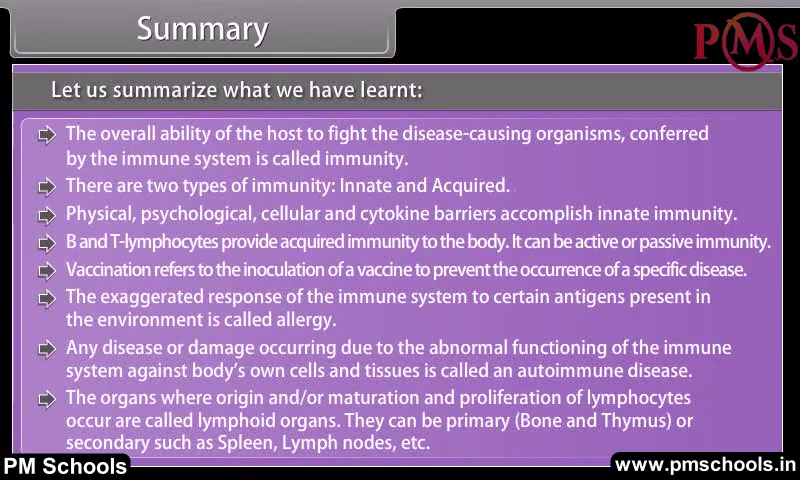 Summary
PMS
Let us summarize what we have learnt:
The overall ability of the host to fight the disease-causing organisms, conferred
by the immune system is called immunity.
There are two types of immunity: Innate and Acquired.
Physical, psychological, cellular and cytokine barriers accomplish innate immunity.
B and T-lymphocytes provide acquired immunity to the body. It can be active or passive immunity.
Vaccination refers to the inoculation of a vaccine to prevent the occurrence of a specific disease.
The exaggerated response of the immune system to certain antigens present in
the environment is called allergy.
Any disease or damage occurring due to the abnormal functioning of the immune
system against body's own cells and tissues is called an autoimmune disease.
The organs where origin and/or maturation and proliferation of lymphocytes
occur are called lymphoid organs. They can be primary (Bone and Thymus) or
secondary such as Spleen, Lymph nodes, etc.
PM Schools
www.pmschools.in